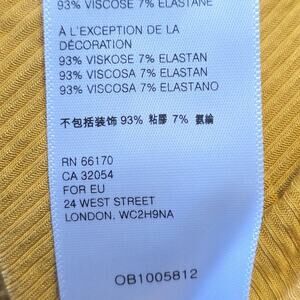 93% VISCOSE 7% ELASTANE
À L'EXCEPTION DE LA
DÉCORATION
93% VISKOSE 7% ELASTAN
93% VISCOSA 7% ELASTAN
93% VISCOSA 7% ELASTANO
不包括装饰 93% 粘膠 7% 氨綸
RN 66170
CA 32054
FOR EU
24 WEST STREET
LONDON, WC2H9NA
OB1005812